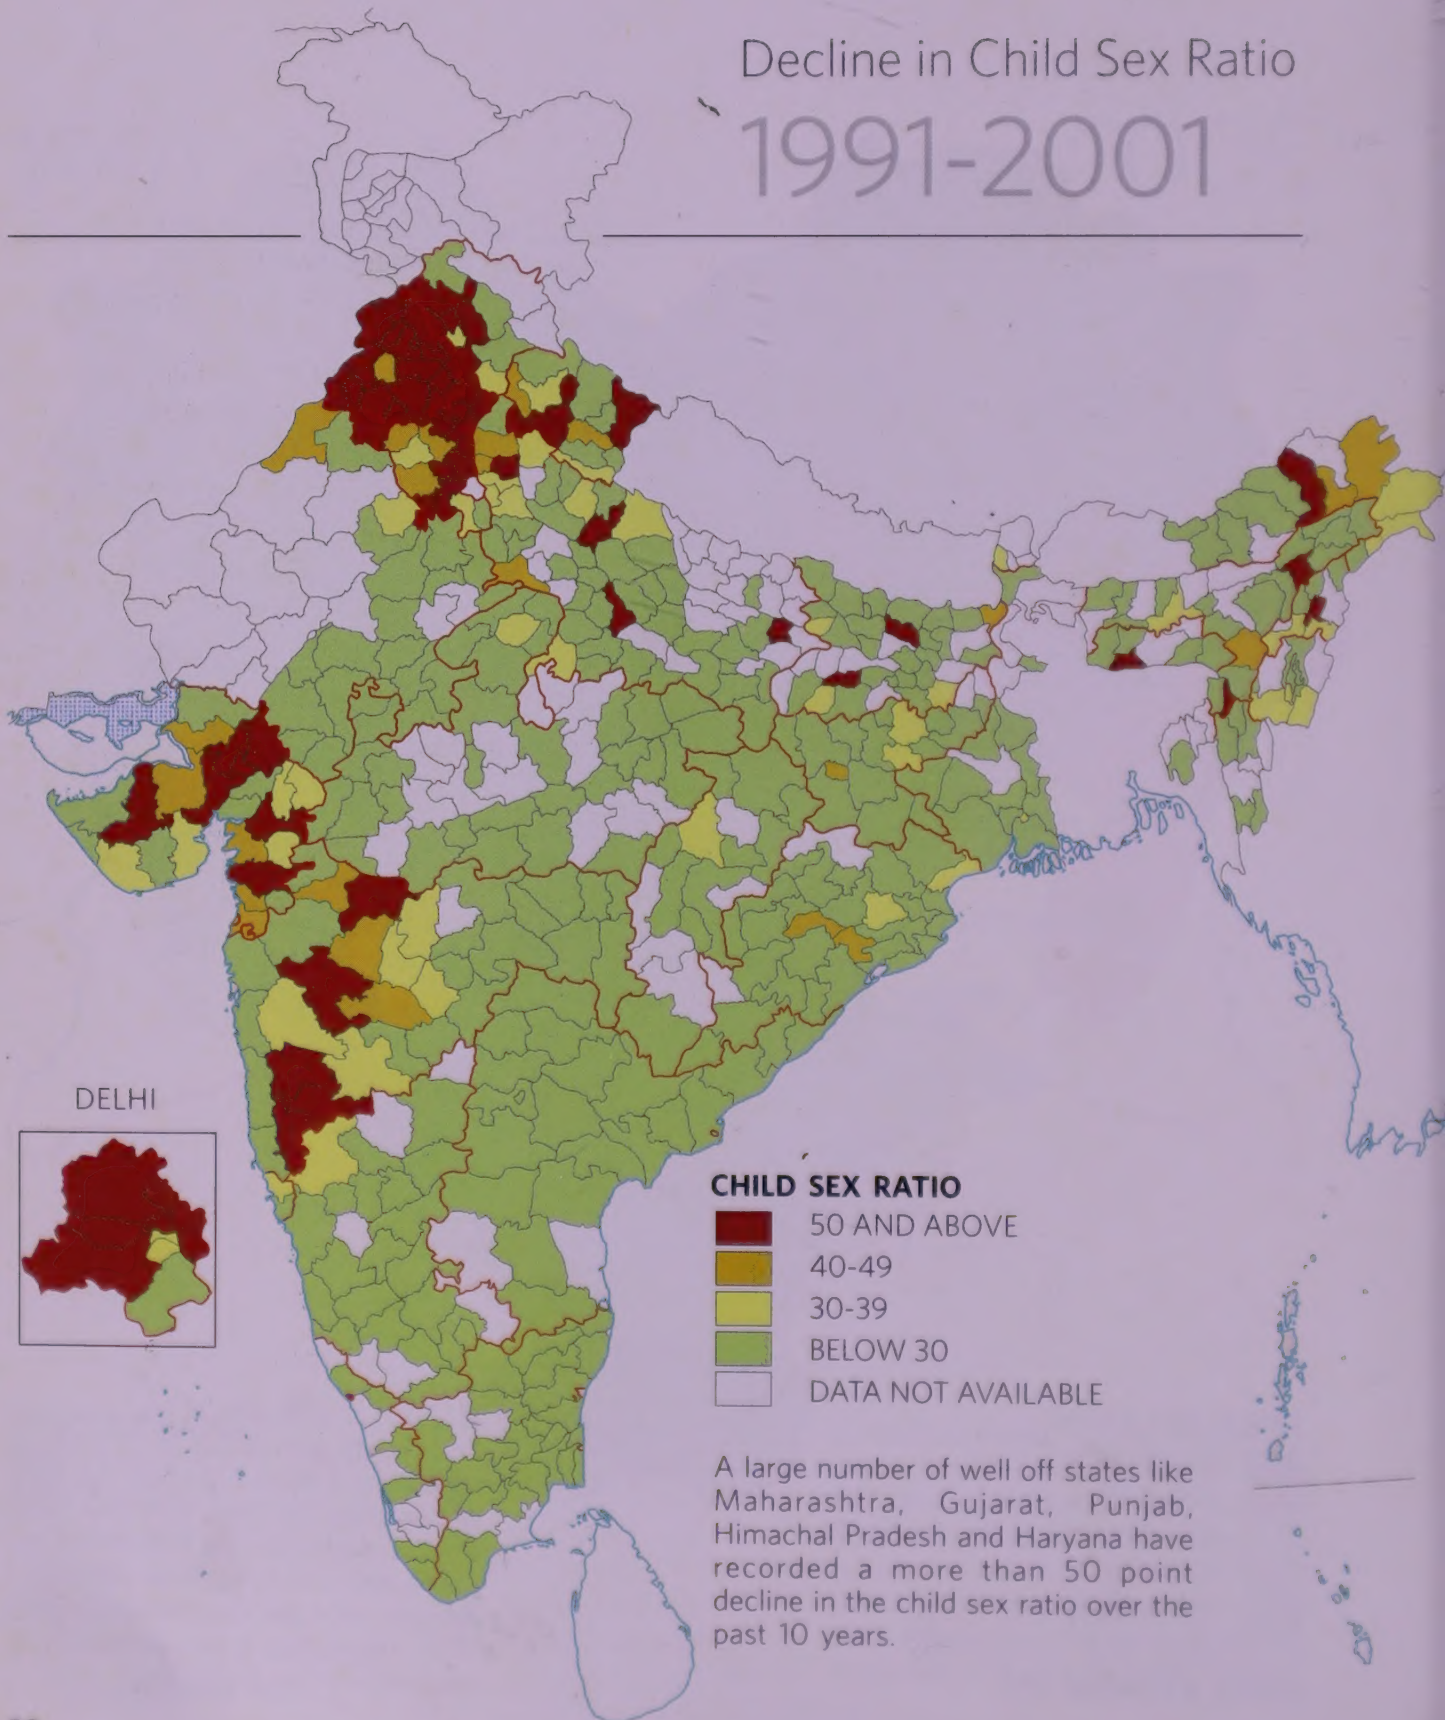 Decline in Child Sex Ratio
1991-2001
DELHI
CHILD SEX RATIO
50 AND ABOVE
40-49
30-39
BELOW 30
DATA NOT AVAILABLE
A large number of well off states like
Maharashtra, Gujarat, Punjab,
Himachal Pradesh and Haryana have
recorded a more than 50 point
decline in the child sex ratio over the
past 10 years.